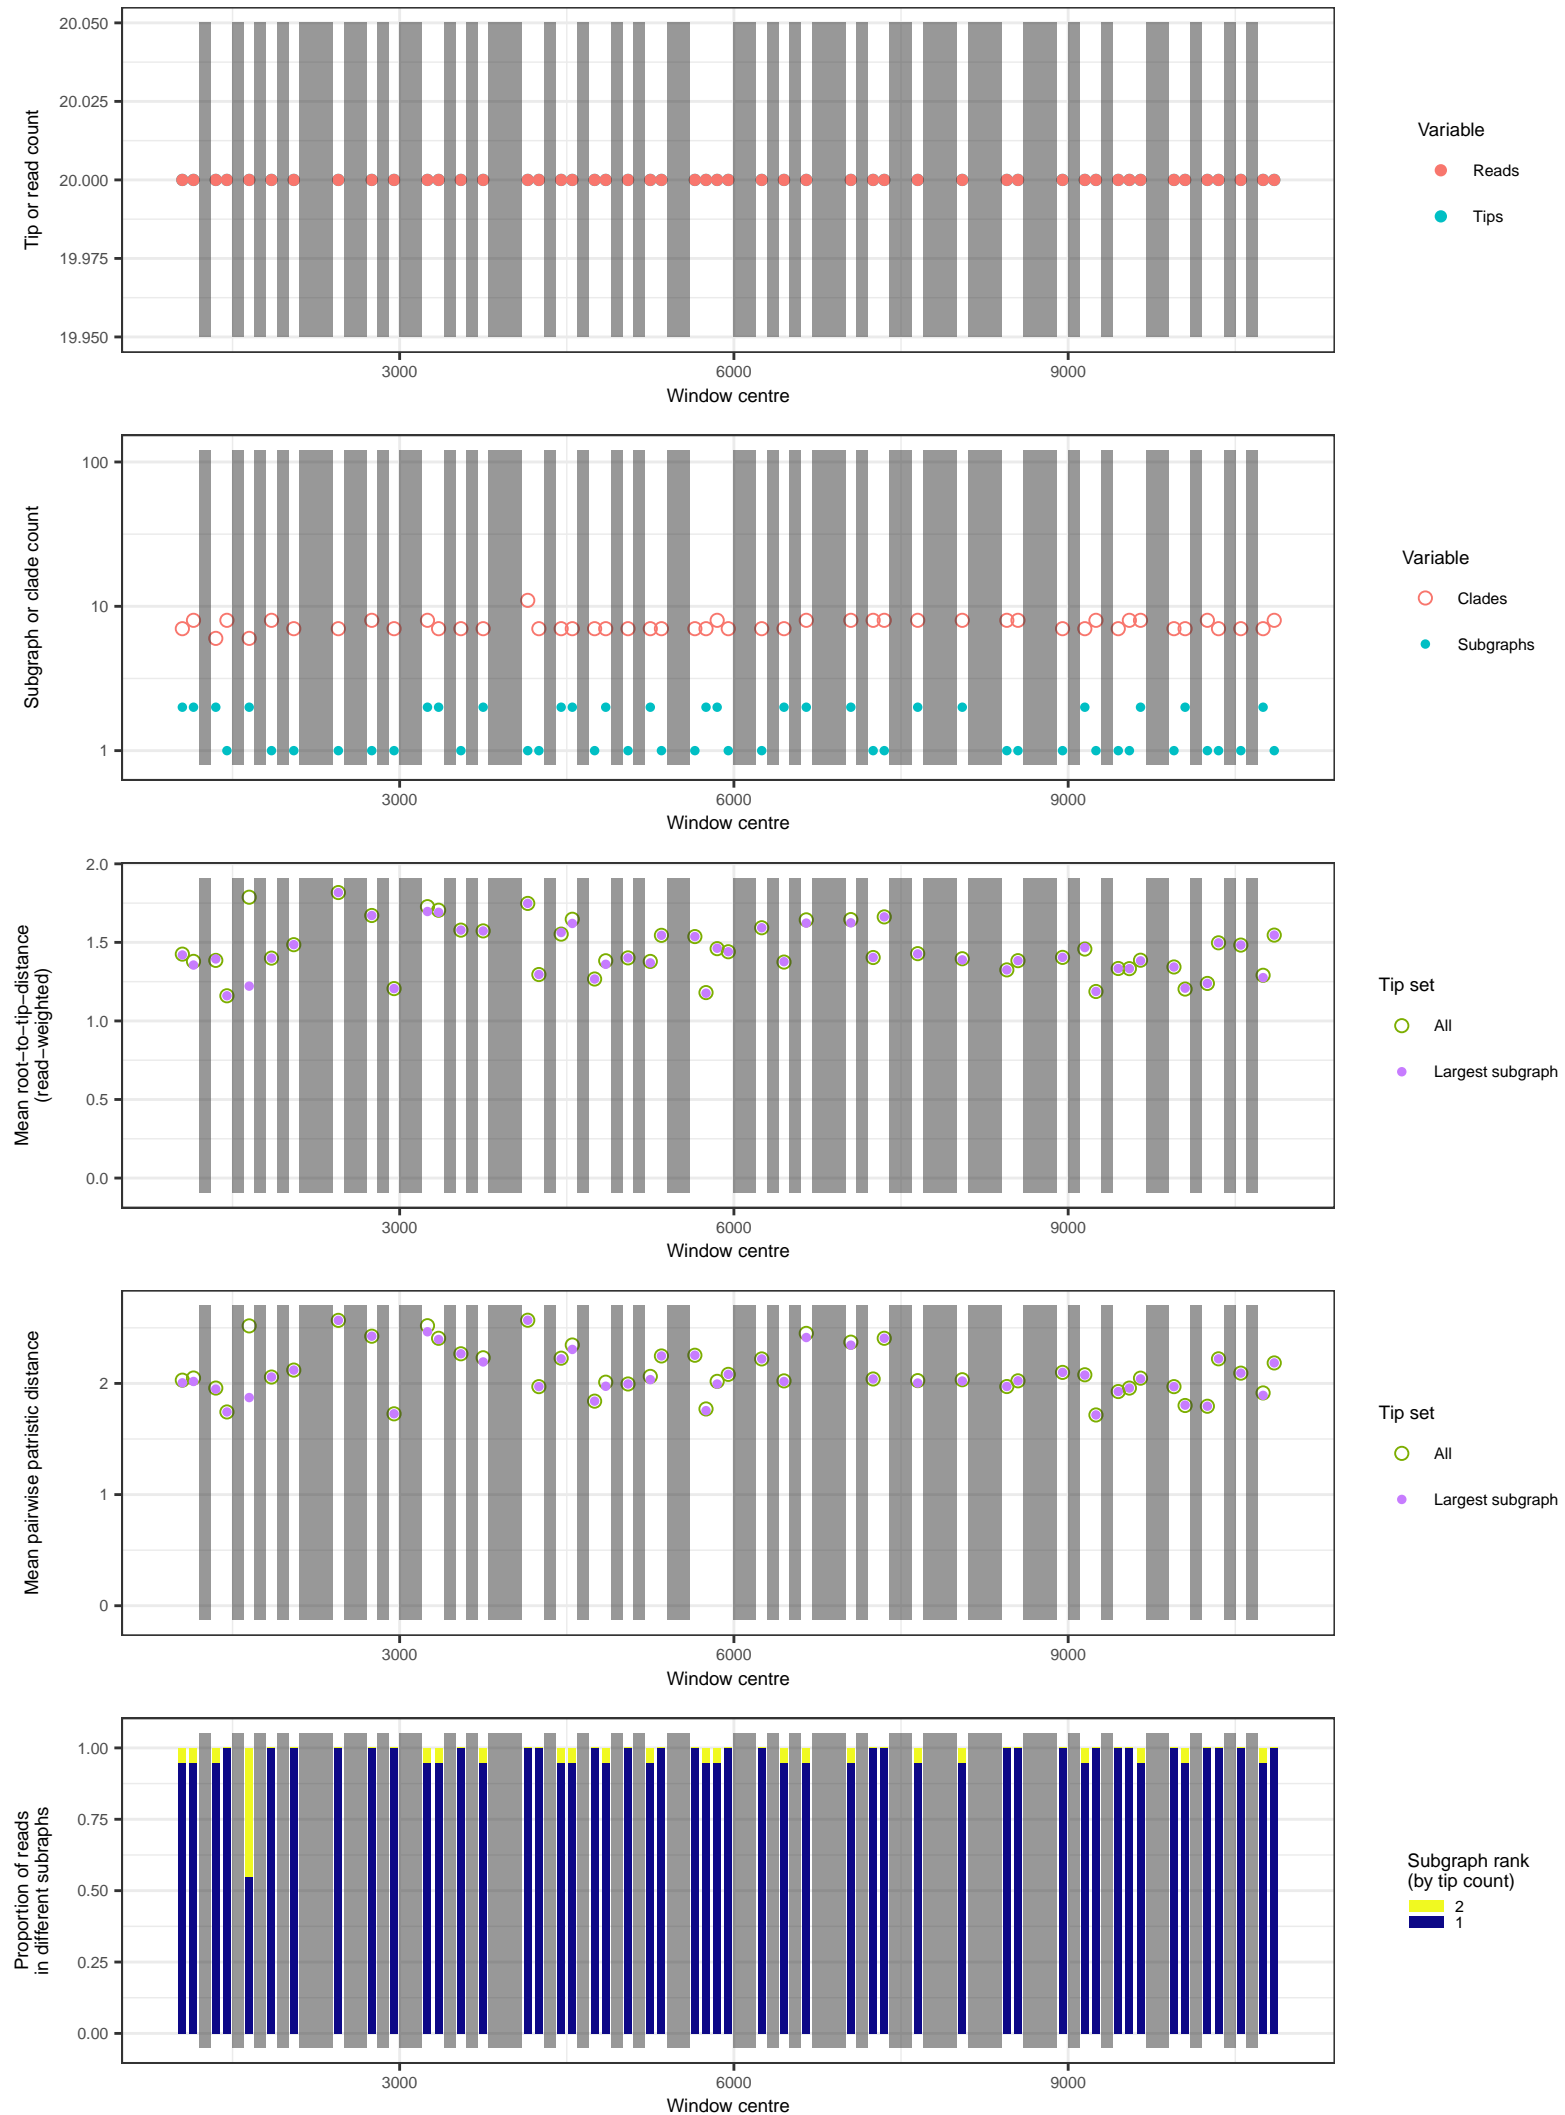 20.050
20.025
20.000
19.975
19.950
Tip or read count
3000
6000
9000
Window centre
Variable
Reads
Tips
100
10
1
Subgraph or clade count
3000
6000
9000
Window centre
Variable
Clades
Subgraphs
2.0
1.5
1.0
0.5
0.0
Mean root−to−tip−distance
(read−weighted)
3000
6000
9000
Window centre
Tip set
All
Largest subgraph
2
1
0
Mean pairwise patristic distance
3000
6000
9000
Window centre
Tip set
All
Largest subgraph
1.00
0.75
0.50
0.25
0.00
Proportion of reads
in different subraphs
3000
6000
9000
Window centre
Subgraph rank
(by tip count)
2
1